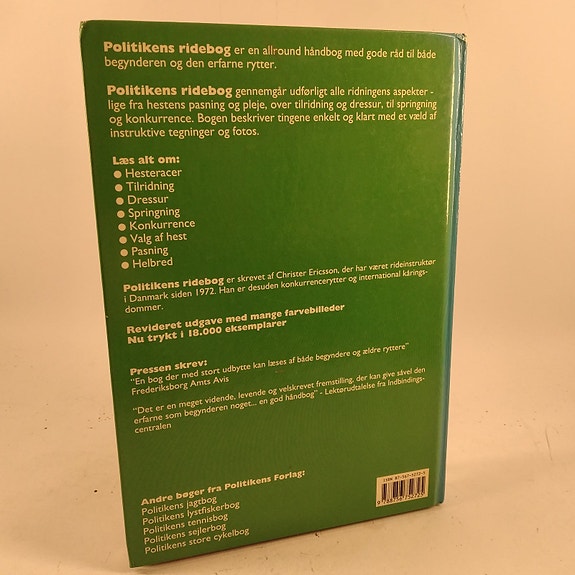 Politikens ridebog er en allround håndbog med gode råd til både
begynderen og den erfarne rytter.
Politikens ridebog gennemgår udførligt alle ridningens aspekter -
lige fra hestens pasning og pleje, over tilridning og dressur, til springning
og konkurrence. Bogen beskriver tingene enkelt og klart med et væld af
instruktive tegninger og fotos.
Læs alt om:
● Hesteracer
● Tilridning
● Dressur
● Springning
● Konkurrence
● Valg af hest
● Pasning
● Helbred
Politikens ridebog er skrevet af Christer Ericsson, der har været rideinstruktør
i Danmark siden 1972. Han er desuden konkurrencerytter og international kårings-
dommer.
Revideret udgave med mange farvebilleder
Nu trykt i 18.000 eksemplarer
Pressen skrev:
"En bog der med stort udbytte kan læses af både begyndere og ældre ryttere"
Frederiksborg Amts Avis
"Det er en meget vidende, levende og velskrevet fremstilling, der kan give såvel den
erfarne som begynderen noget... en god håndbog" - Lektørudtalelse fra Indbindings-
centralen
Andre bøger fra Politikens Forlag:
Politikens jagtbog
Politikens lystfiskerbog
Politikens tennisbog
Politikens sejlerbog
Politikens store cykelbog